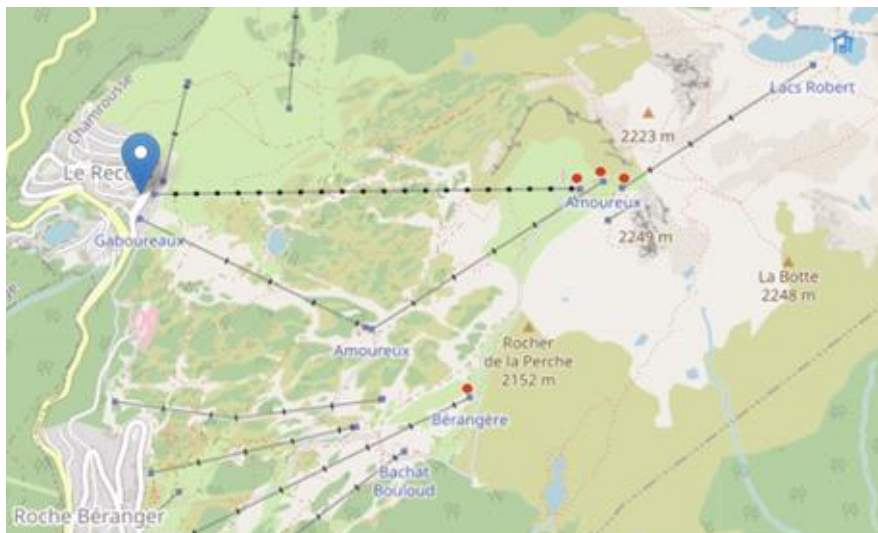 Lacs Robert
Chamrousse
2223 m
Le Reco
Amoureux
Gaboureaux
2249 m
La Botte
2248 m
Amoureux
Rocher
de la Perche
2152 m
Bérangère
Bachat
Bouloud
Roche Béranger